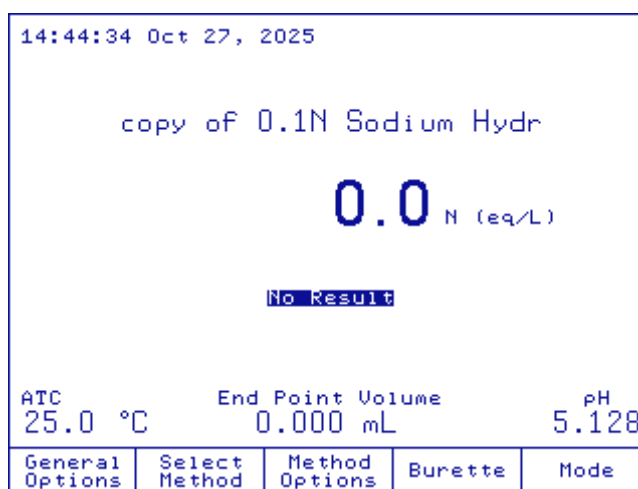 14:44:34 Oct 27, 2025
copy of 0.1N Sodium Hydr
0.0 N (eq/L)
No Result
ATC End Point Volume pH
25.0 °C 0.000 mL 5.128
General Select Method Burette Mode
Options Method Options